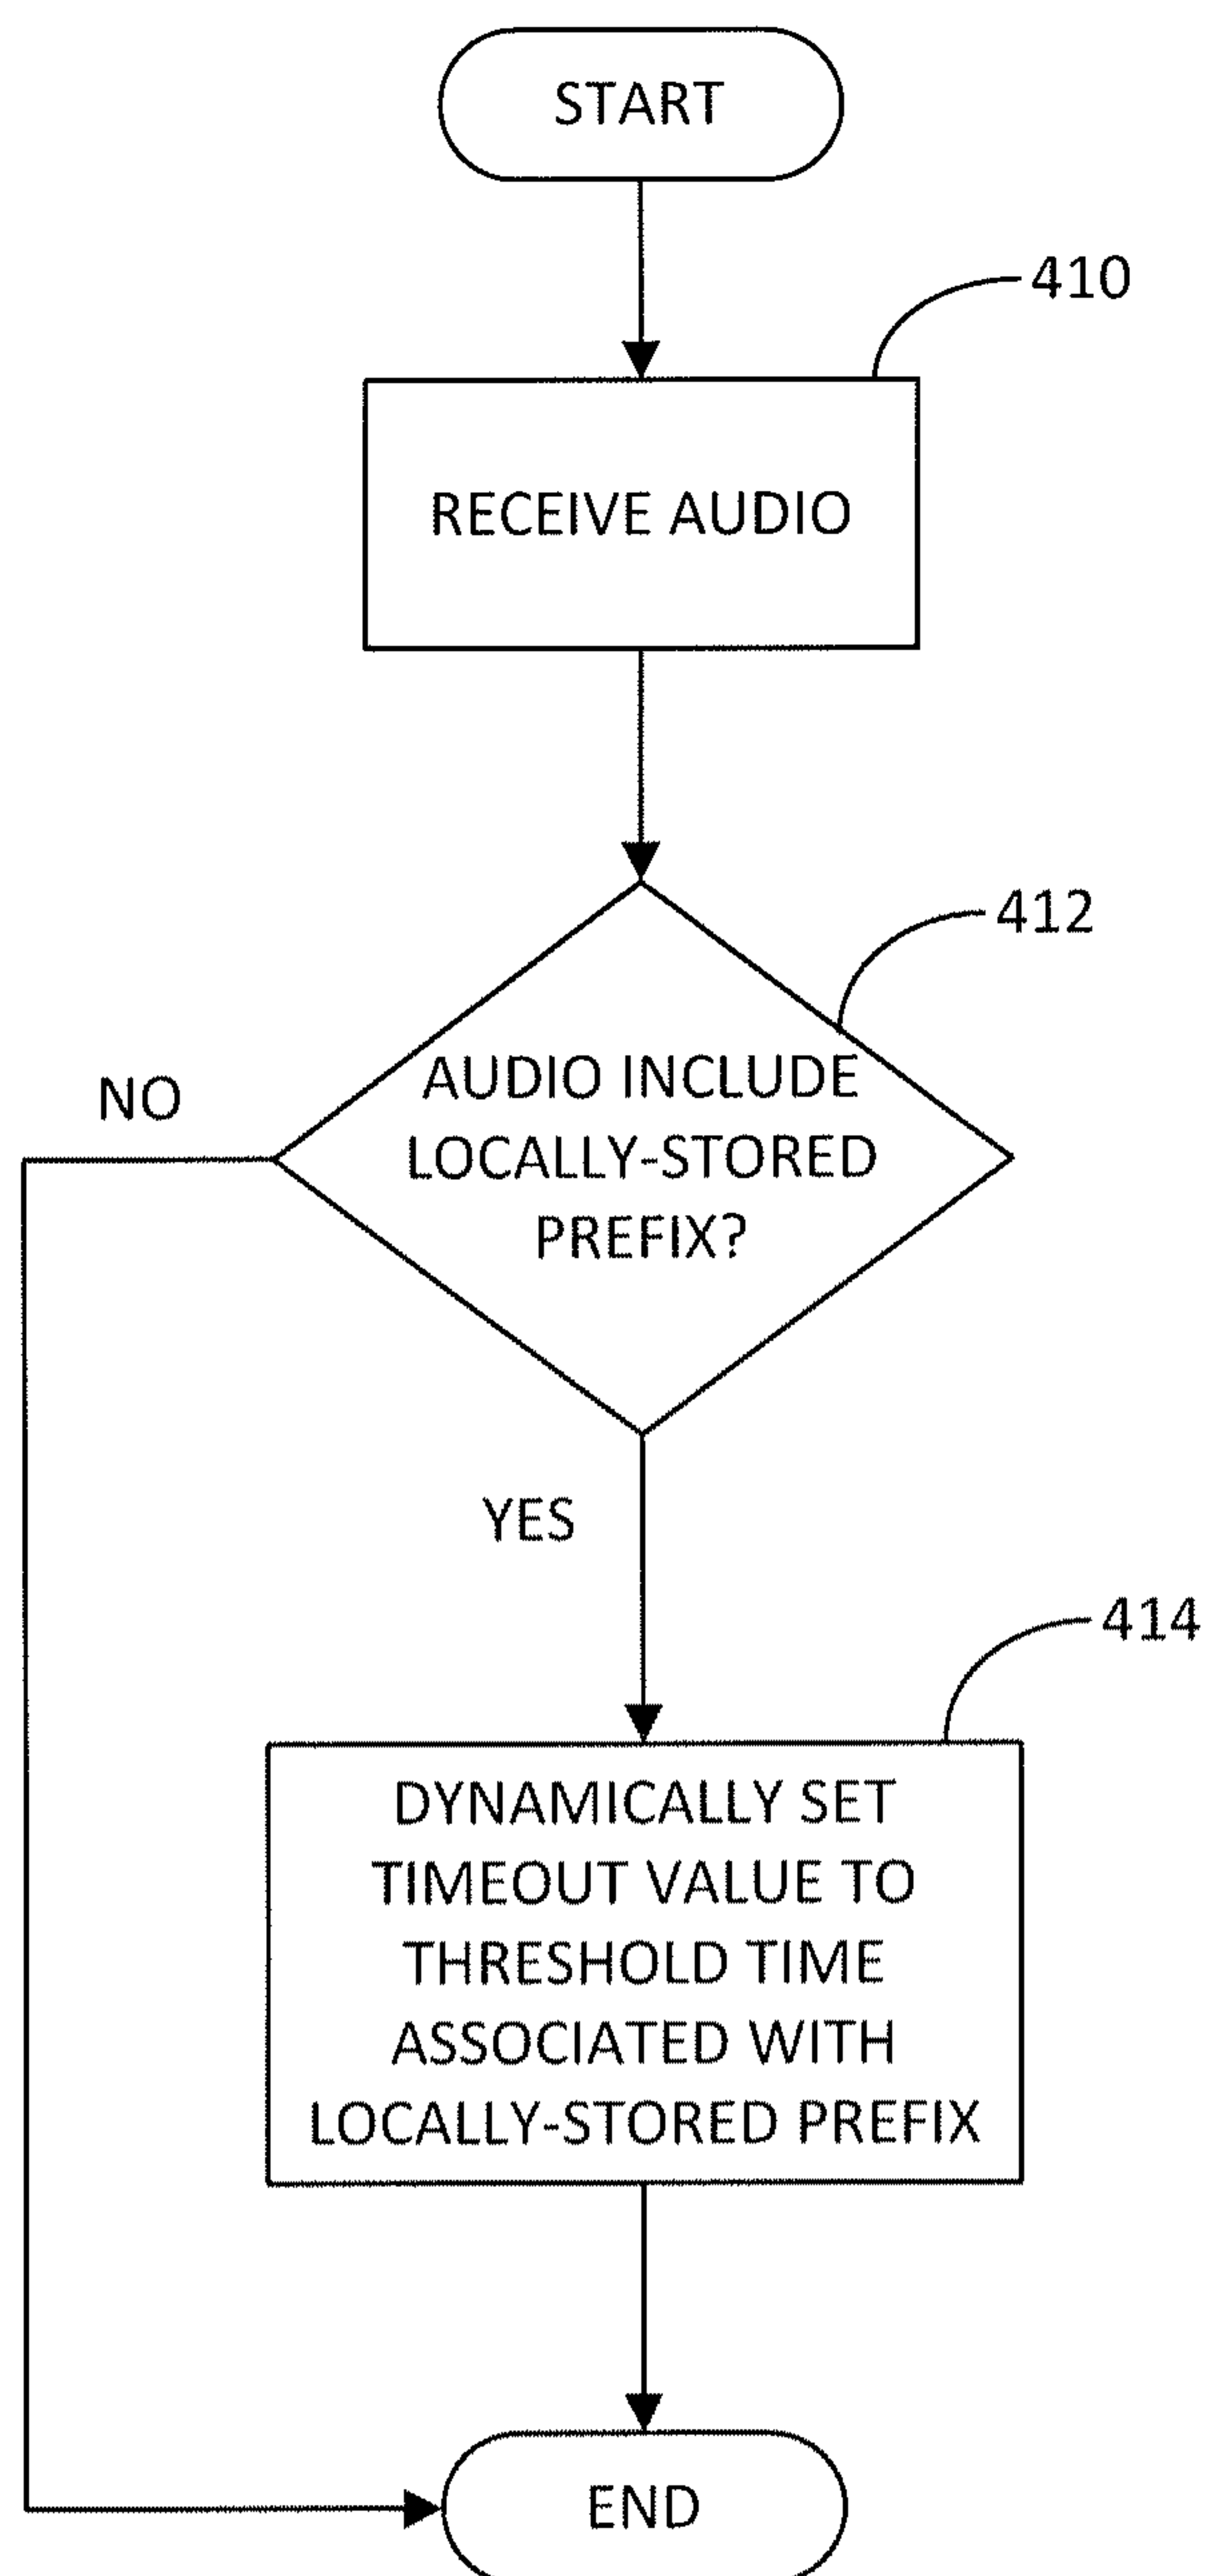 START
410
RECEIVE AUDIO
412
AUDIO INCLUDE
LOCALLY-STORED
PREFIX?
NO
YES
414
DYNAMICALLY SET
TIMEOUT VALUE TO
THRESHOLD TIME
ASSOCIATED WITH
LOCALLY-STORED PREFIX
END